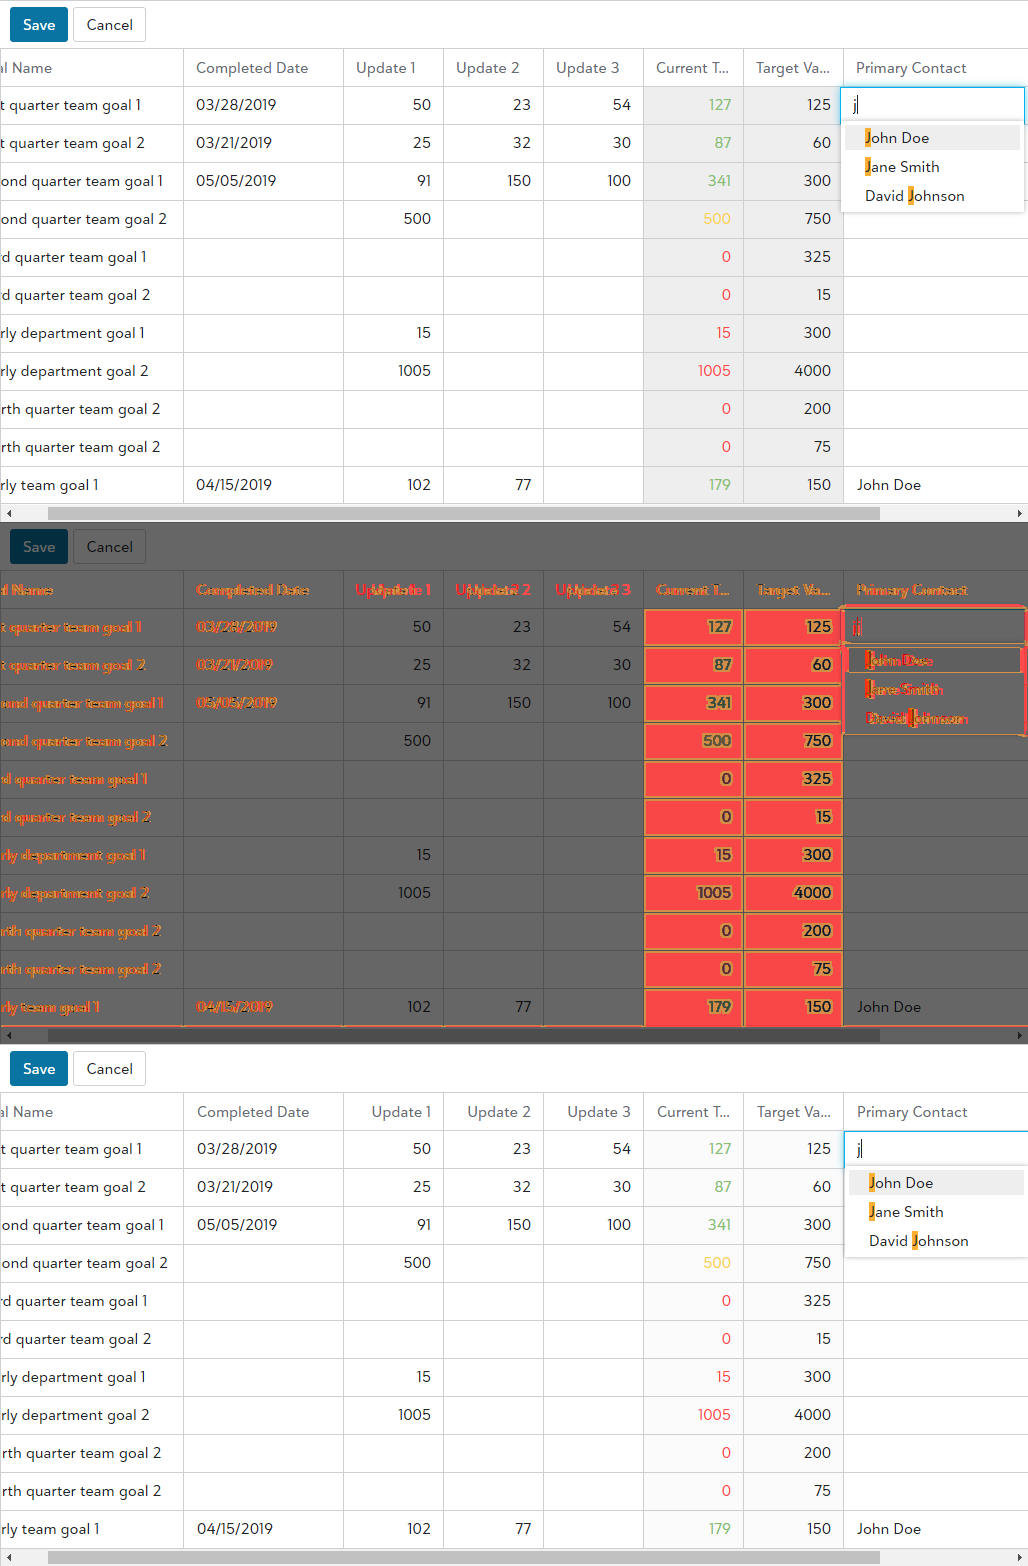 Save Cancel
al Name Completed Date Update 1 Update 2 Update 3 Current T... Target Va... Primary Contact
t quarter team goal 1 03/28/2019 50 23 54 127 125 j
t quarter team goal 2 03/21/2019 25 32 30 87 60 John Doe
ond quarter team goal 1 05/05/2019 91 150 100 341 300 Jane Smith
David Johnson
ond quarter team goal 2 500 500 750
rd quarter team goal 1 0 325
rd quarter team goal 2 0 15
rly department goal 1 15 15 300
rly department goal 2 1005 1005 4000
rth quarter team goal 2 0 200
rth quarter team goal 2 0 75
rly team goal 1 04/15/2019 102 77 179 150 John Doe
Save Cancel
al Name Completed Date Update 1 Update 2 Update 3 Current T... Target Va... Primary Contact
t quarter team goal 1 03/28/2019 50 23 54 127 125 j
t quarter team goal 2 03/21/2019 25 32 30 87 60 John Doe
ond quarter team goal 1 05/05/2019 91 150 100 341 300 Jane Smith
David Johnson
ond quarter team goal 2 500 500 750
rd quarter team goal 1 0 325
rd quarter team goal 2 0 15
rly department goal 1 15 15 300
rly department goal 2 1005 1005 4000
rth quarter team goal 2 0 200
rth quarter team goal 2 0 75
rly team goal 1 04/15/2019 102 77 179 150 John Doe
Save Cancel
al Name Completed Date Update 1 Update 2 Update 3 Current T... Target Va... Primary Contact
t quarter team goal 1 03/28/2019 50 23 54 127 125 j
t quarter team goal 2 03/21/2019 25 32 30 87 60 John Doe
ond quarter team goal 1 05/05/2019 91 150 100 341 300 Jane Smith
David Johnson
ond quarter team goal 2 500 500 750
rd quarter team goal 1 0 325
rd quarter team goal 2 0 15
rly department goal 1 15 15 300
rly department goal 2 1005 1005 4000
rth quarter team goal 2 0 200
rth quarter team goal 2 0 75
rly team goal 1 04/15/2019 102 77 179 150 John Doe